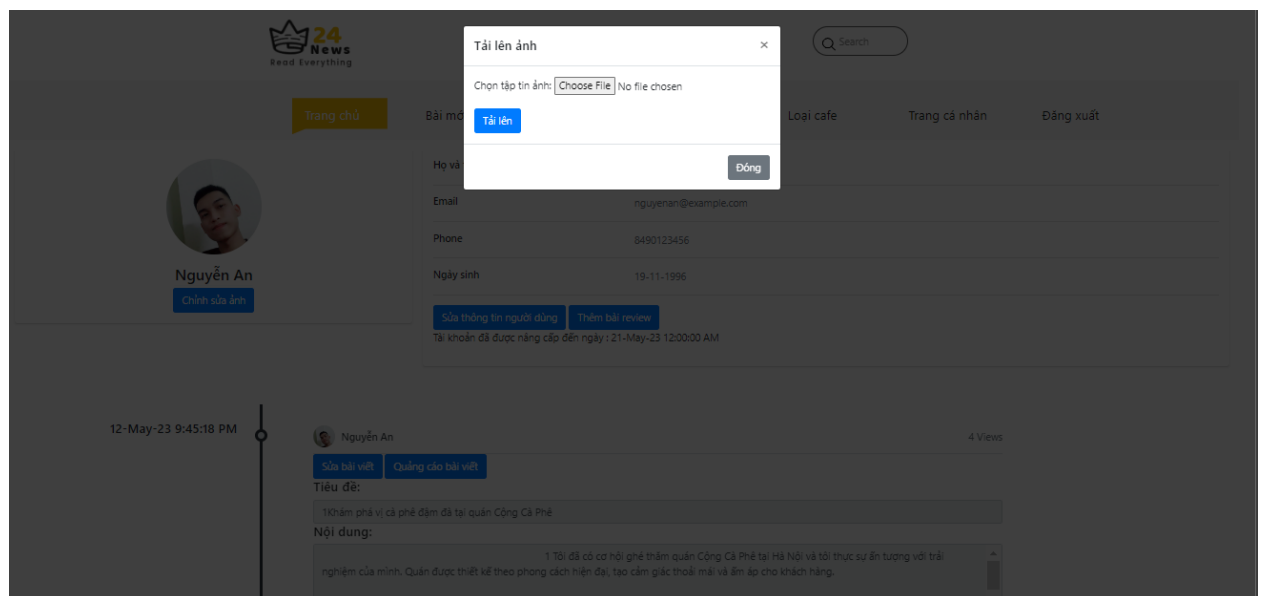 24
News
Read Everything
Search
Tải lên ảnh ×
Chọn tập tin ảnh: Choose File No file chosen
Tải lên
Đóng
Trang chủ Bài mớ Loại cafe Trang cá nhân Đăng xuất
Họ và
Email nguyenan@example.com
Phone 8490123456
Ngày sinh 19-11-1996
Nguyễn An
Chỉnh sửa ảnh
Sửa thông tin người dùng Thêm bài review
Tài khoản đã được nâng cấp đến ngày : 21-May-23 12:00:00 AM
12-May-23 9:45:18 PM
Nguyễn An 4 Views
Sửa bài viết Quảng cáo bài viết
Tiêu đề:
1Khám phá vị cà phê đậm đà tại quán Cộng Cà Phê
Nội dung:
1 Tôi đã có cơ hội ghé thăm quán Cộng Cà Phê tại Hà Nội và tôi thực sự ấn tượng với trải
nghiệm của mình. Quán được thiết kế theo phong cách hiện đại, tạo cảm giác thoải mái và ấm áp cho khách hàng.